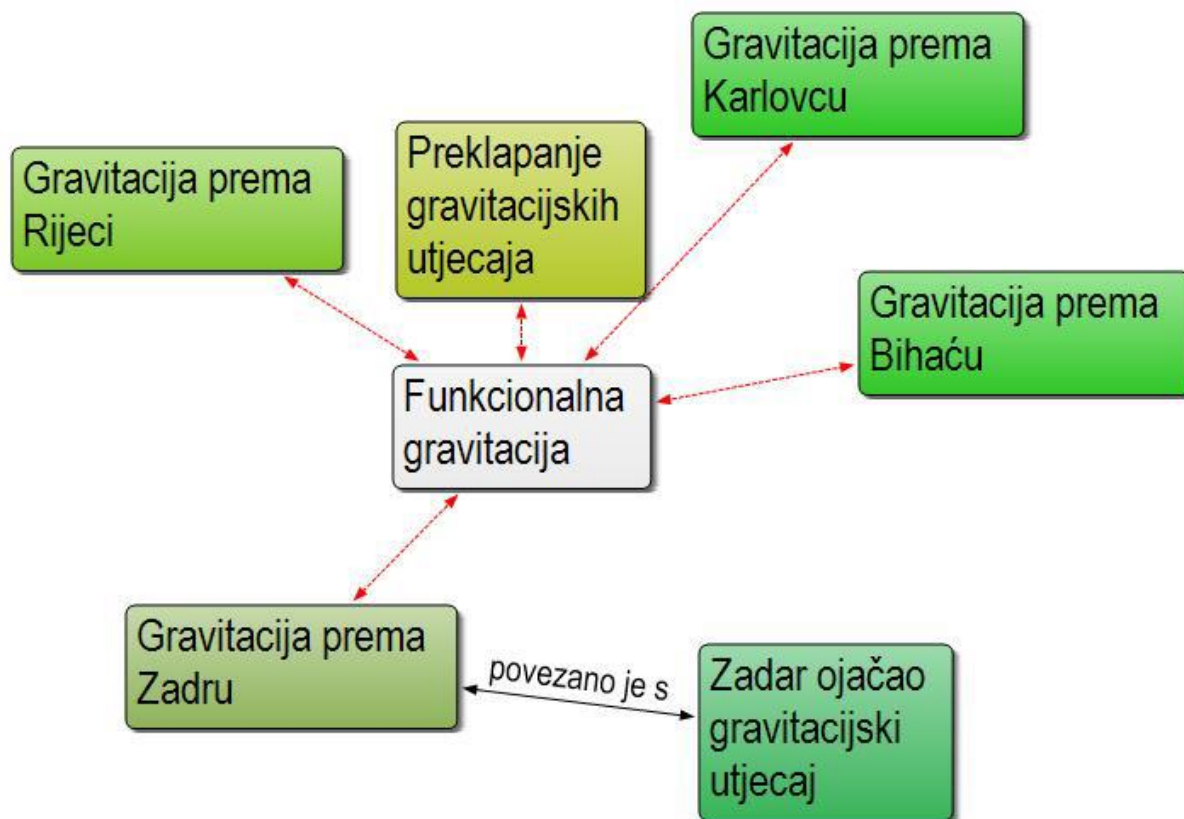 Gravitacija prema
Karlovcu
Preklapanje
gravitacijskih
utjecaja
Gravitacija prema
Rijeci
Gravitacija prema
Bihaću
Funkcionalna
gravitacija
Gravitacija prema
Zadru
povezano je s
Zadar ojačao
gravitacijski
utjecaj